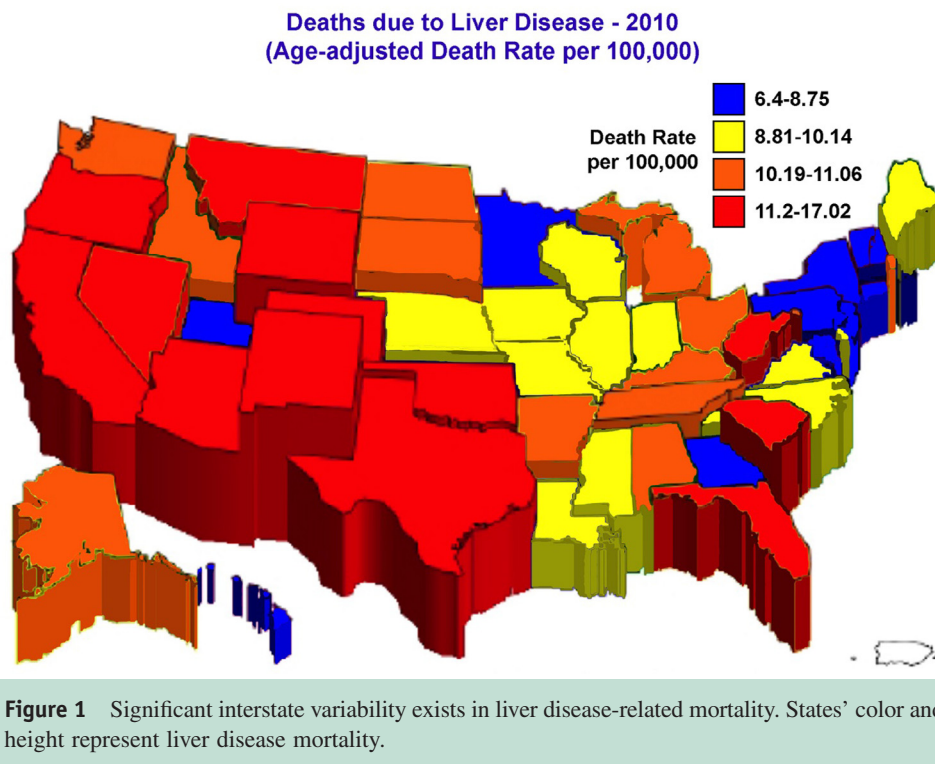 Deaths due to Liver Disease - 2010
(Age-adjusted Death Rate per 100,000)
Death Rate
per 100,000
6.4-8.75
8.81-10.14
10.19-11.06
11.2-17.02
Figure 1 Significant interstate variability exists in liver disease-related mortality. States’ color and
height represent liver disease mortality.